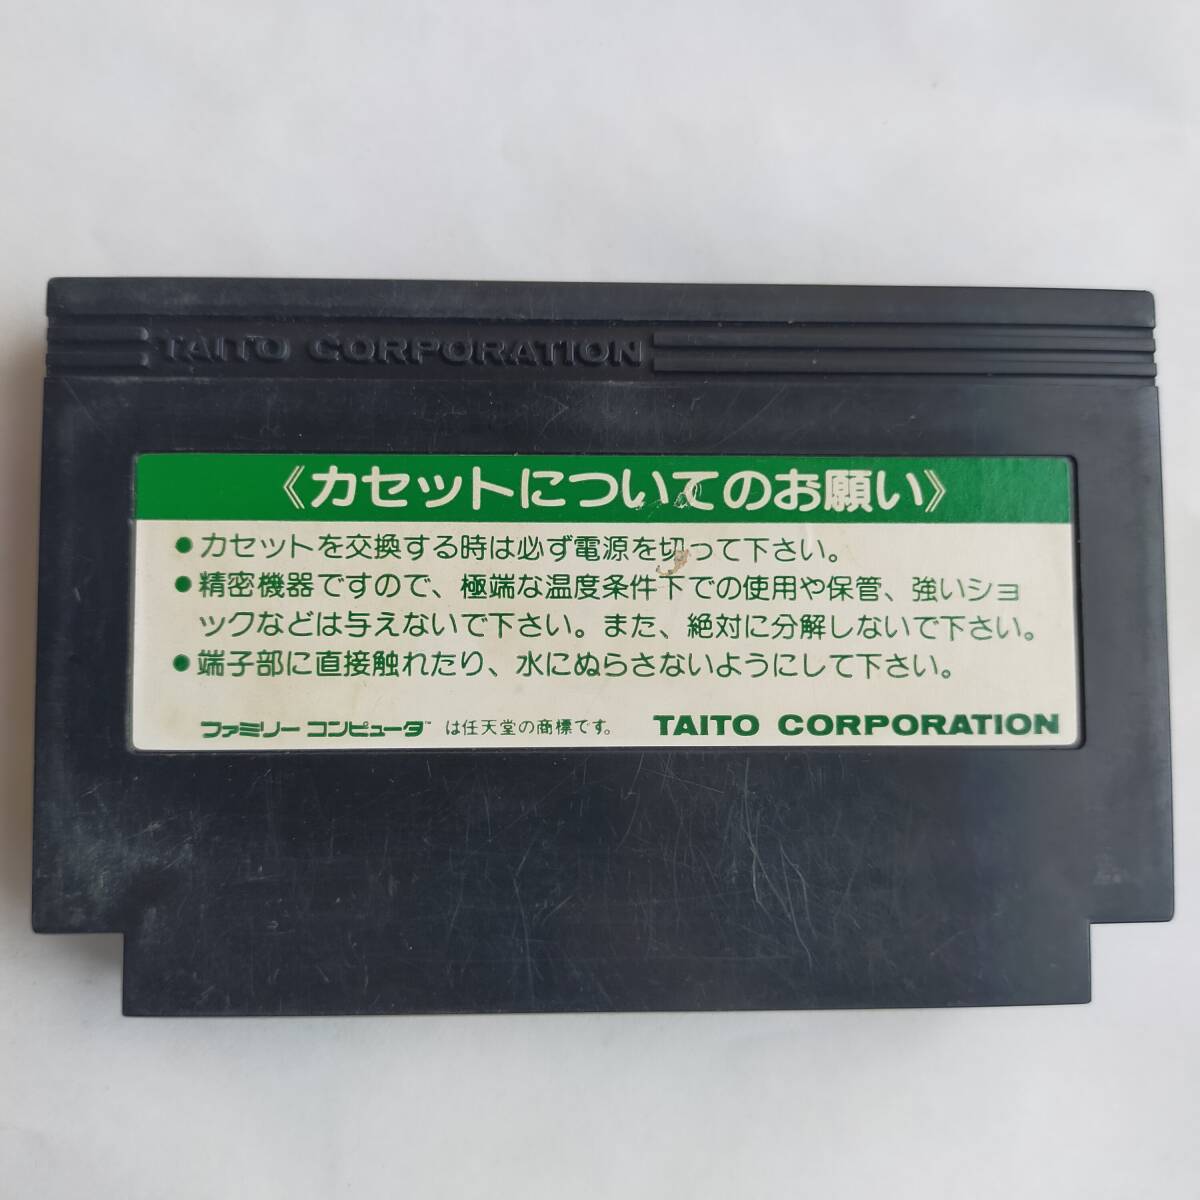 TAITO CORPORATION
《カセットについてのお願い》
●カセットを交換する時は必ず電源を切って下さい。
●精密機器ですので、極端な温度条件下での使用や保管、強いショ
ックなどは与えないで下さい。また、絶対に分解しないで下さい。
●端子部に直接触れたり、水にぬらさないようにして下さい。
ファミリーコンピュータ™ は任天堂の商標です。 TAITO CORPORATION